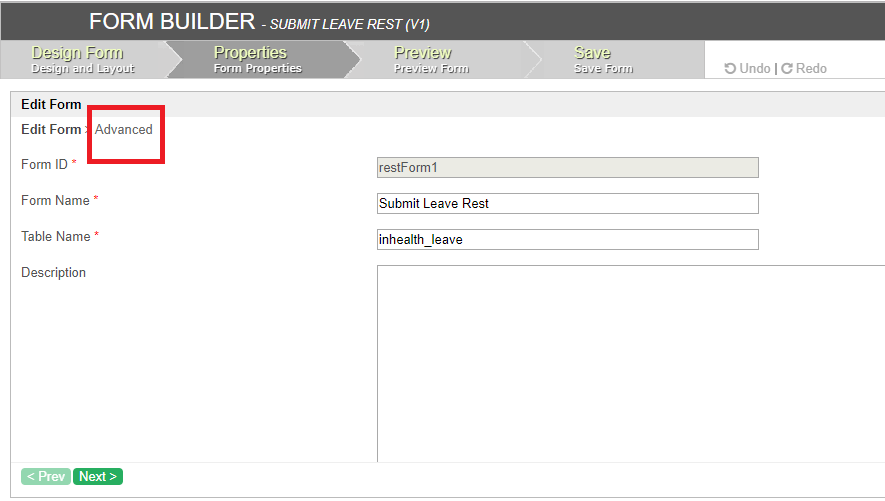 FORM BUILDER - SUBMIT LEAVE REST (V1)
Design Form Properties Preview Save
Design and Layout Form Properties Preview Form Save Form Undo | Redo
Edit Form
Edit Form > Advanced
Form ID * restForm1
Form Name * Submit Leave Rest
Table Name * inhealth_leave
Description
< Prev Next >